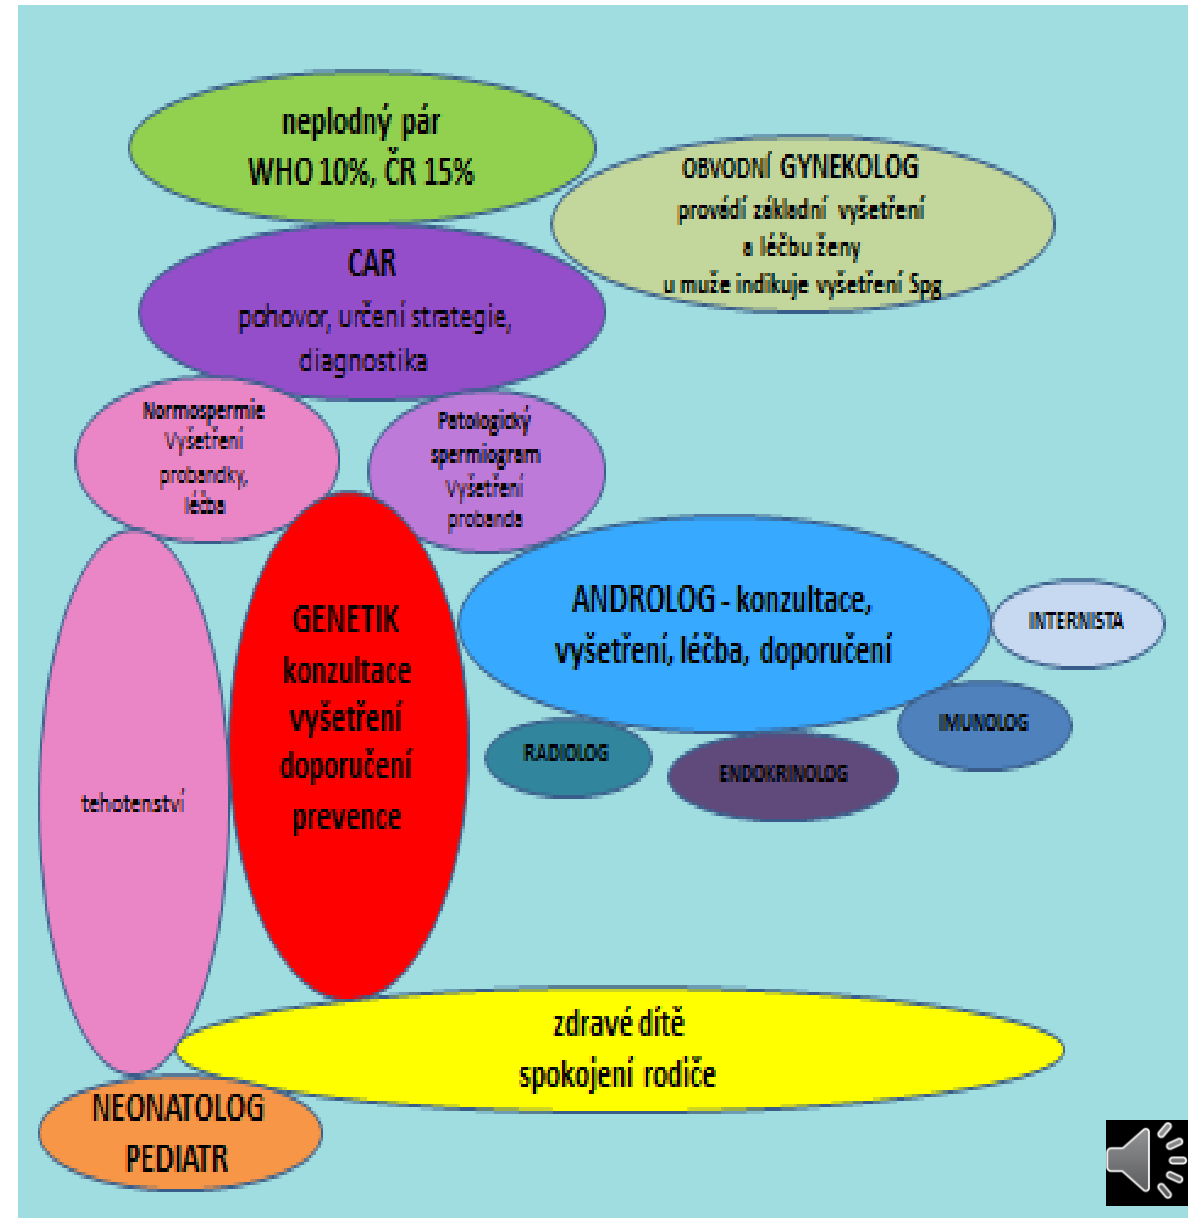 neplodný pár
WHO 10%, ČR 15%
OBVODNÍ GYNEKOLOG
provádí základní vyšetření
a léčbu ženy
u muže indikuje vyšetření Spg
CAR
pohovor, určení strategie,
diagnostika
Normospermie
Vyšetření
probandky,
léčba
Patologický
spermiogram
Vyšetření
probanda
GENETIK
konzultace
vyšetření
doporučení
prevence
ANDROLOG - konzultace,
vyšetření, léčba, doporučení
INTERNISTA
IMUNOLOG
RADIOLOG
ENDOKRINOLOG
tehotenství
zdravé dítě
spokojení rodiče
NEONATOLOG
PEDIATR